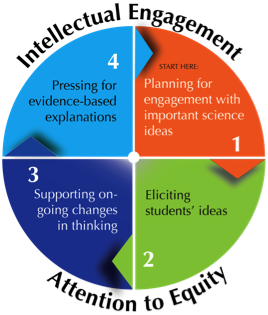 Intellectual Engagement
START HERE:
Planning for
engagement with
important science
ideas
1
Eliciting
students' ideas
2
3
Supporting on-
going changes
in thinking
4
Pressing for
evidence-based
explanations
Attention to Equity